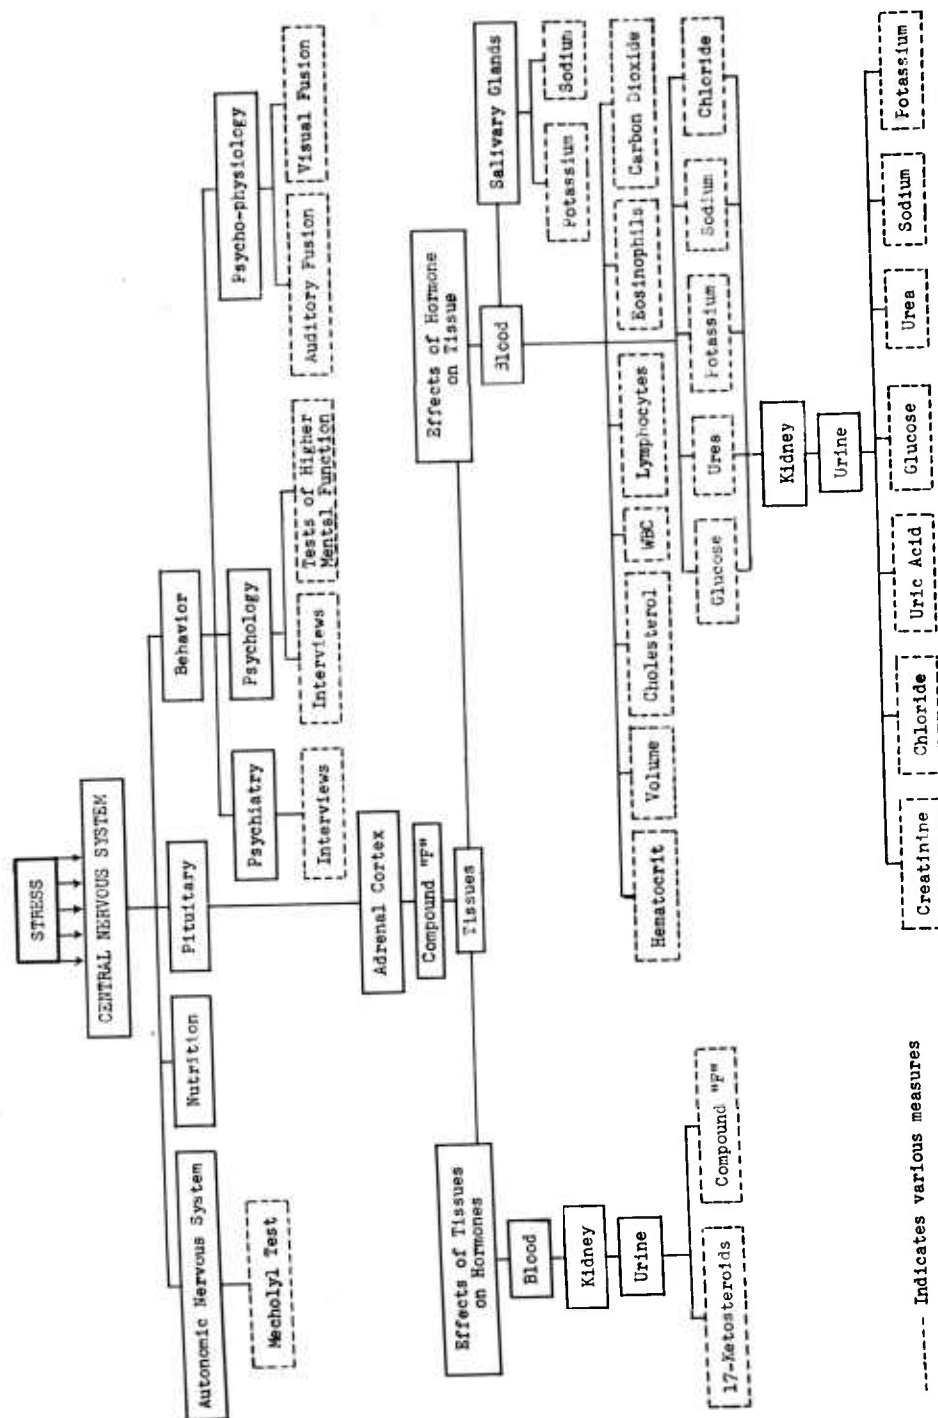 STRESS
CENTRAL NERVOUS SYSTEM
Autonomic Nervous System
Nutrition
Pituitary
Behavior
Mecholyl Test
Psychiatry
Psychology
Psycho-physiology
Interviews
Interviews
Tests of Higher
Mental Function
Auditory Fusion
Visual Fusion
Adrenal Cortex
Compound "F"
Tissues
Effects of Tissues
on Hormones
Effects of Hormone
on Tissue
Blood
Kidney
Urine
17-Ketosteroids
Compound "F"
Blood
Salivary Glands
Potassium
Sodium
Hematocrit
Volume
Cholesterol
WBC
Lymphocytes
Eosinophils
Carbon Dioxide
Glucose
Urea
Potassium
Sodium
Chloride
Kidney
Urine
Creatinine
Chloride
Uric Acid
Glucose
Urea
Sodium
Potassium
------- Indicates various measures